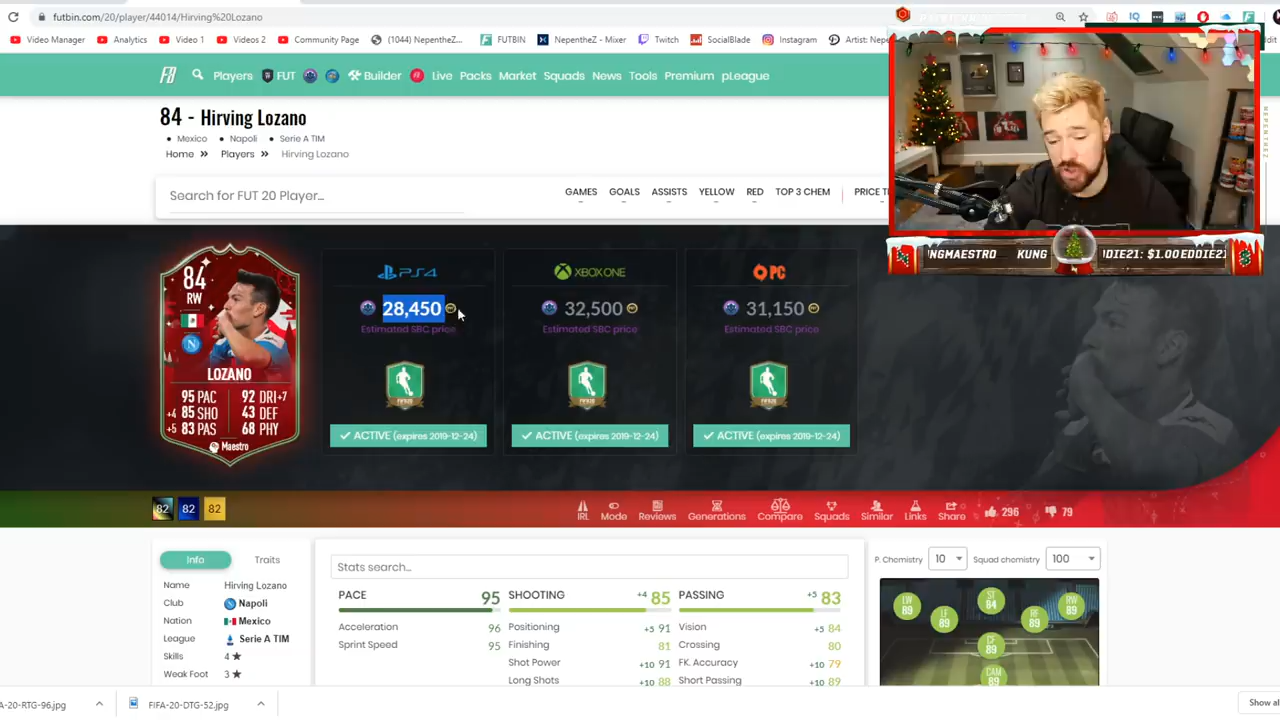 futbin.com/20/player/44014/Hirving%20Lozano
Video Manager Analytics Video 1 Videos 2 Community Page (1044) NepentheZ... FUTBIN NepentheZ - Mixer Twitch SocialBlade Instagram Artist: Nep
F8 Players FUT Builder Live Packs Market Squads News Tools Premium pLeague
84 - Hirving Lozano
Mexico Napoli Serie A TIM
Home Players Hirving Lozano
Search for FUT 20 Player...
GAMES GOALS ASSISTS YELLOW RED TOP 3 CHEM PRICE T
NGMAESTRO KUNG DIE21: $1.00 EDDIE21
84
RW
LOZANO
95 PAC 92 DRI+7
+4 85 SHO 43 DEF
+5 83 PAS 68 PHY
Maestro
PS4
28,450
Estimated SBC price
FIFA 20
ACTIVE (expires 2019-12-24)
XBOX ONE
32,500
Estimated SBC price
FIFA 20
ACTIVE (expires 2019-12-24)
PC
31,150
Estimated SBC price
FIFA 20
ACTIVE (expires 2019-12-24)
82 82 82
IRL Mode Reviews Generations Compare Squads Similar Links Share 296 79
Info Traits
Name Hirving Lozano
Club Napoli
Nation Mexico
League Serie A TIM
Skills 4
Weak Foot 3
Stats search...
PACE 95
Acceleration 96
Sprint Speed 95
SHOOTING +4 85
Positioning +5 91
Finishing 81
Shot Power +10 91
Long Shots +10 88
PASSING +5 83
Vision +5 84
Crossing 80
FK. Accuracy +10 79
Short Passing +10 89
P. Chemistry 10 Squad chemistry 100
LW 89
LF 89
ST 84
RF 89
RW 89
CF 89
CAM 89
A-20-RTG-96.jpg FIFA-20-DTG-52.jpg Show al